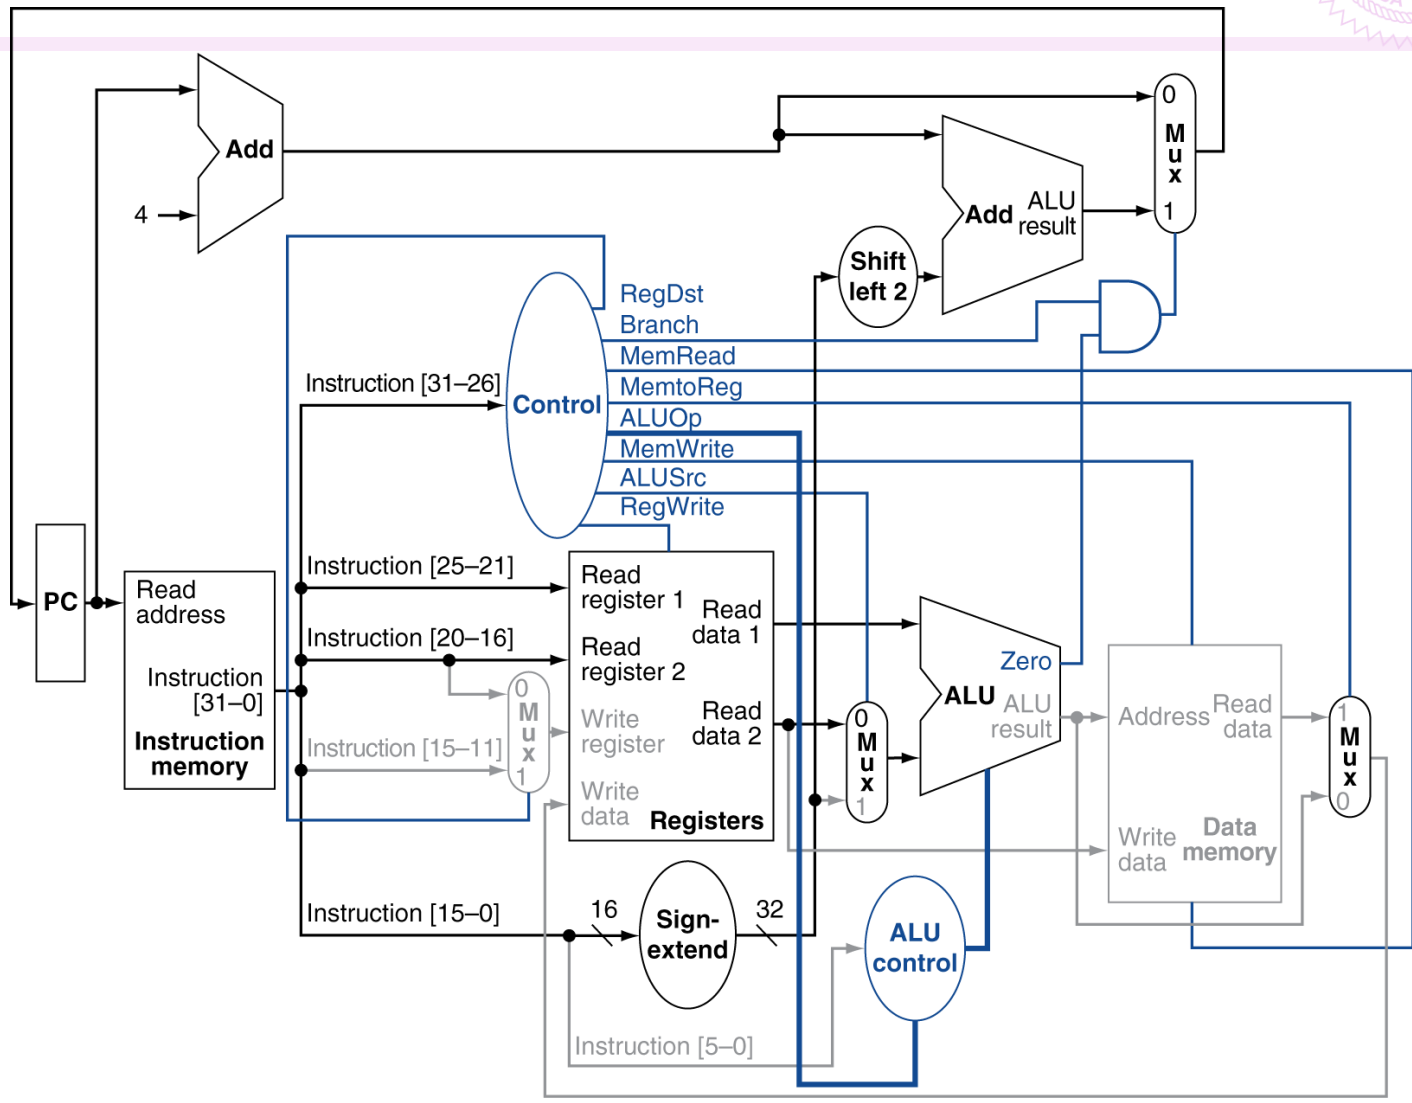 0
M
u
x
1
Add
4
Add
ALU
result
Shift
left 2
RegDst
Branch
MemRead
MemtoReg
ALUOp
MemWrite
ALUSrc
RegWrite
Instruction [31–26]
Control
PC
Read
address
Instruction
[31–0]
Instruction
memory
Instruction [25–21]
Instruction [20–16]
Instruction [15–11]
0
M
u
x
1
Read
register 1
Read
register 2
Write
register
Write
data
Read
data 1
Read
data 2
Registers
0
M
u
x
1
Zero
ALU
ALU
result
Address
Read
data
Write
data
Data
memory
1
M
u
x
0
Instruction [15–0]
16
Sign-
extend
32
ALU
control
Instruction [5–0]